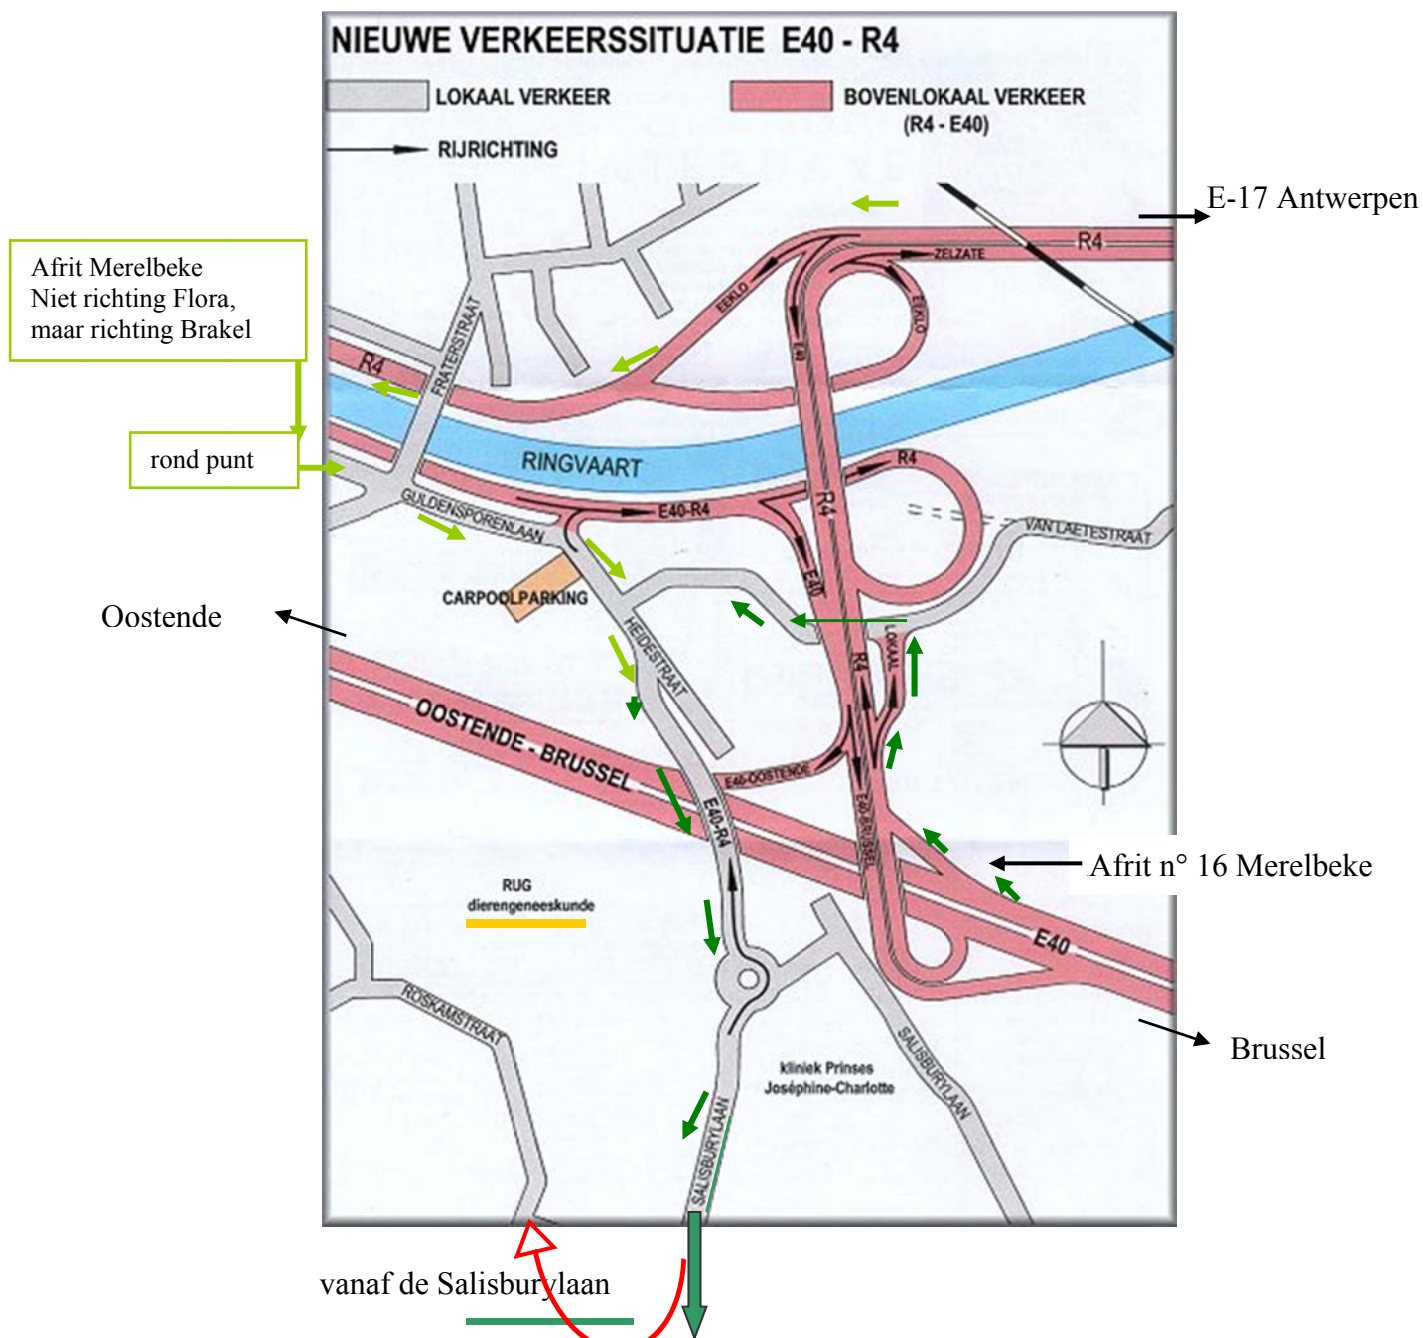 NIEUWE VERKEERSSITUATIE E40 - R4
LOKAAL VERKEER
BOVENLOKAAL VERKEER
(R4 - E40)
RIJRICHTING
E-17 Antwerpen
R4
ZELZATE
Afrit Merelbeke
Niet richting Flora,
maar richting Brakel
EEKLO
EEKLO
E40
FRATERSTRAAT
R4
rond punt
RINGVAART
R4
R4
GULDENSPORENLAAN
E40-R4
VAN LAETESTRAAT
E40
CARPOOLPARKING
Oostende
HEIDESTRAAT
LOKAAL
R4
OOSTENDE - BRUSSEL
E40-OOSTENDE
E40-R4
E40-BRUSSEL
Afrit n° 16 Merelbeke
RUG
dierengeneeskunde
E40
ROSKAMSTRAAT
SALISBURYLAAN
Brussel
kliniek Prinses
Joséphine-Charlotte
SALISBURYLAAN
vanaf de Salisburylaan